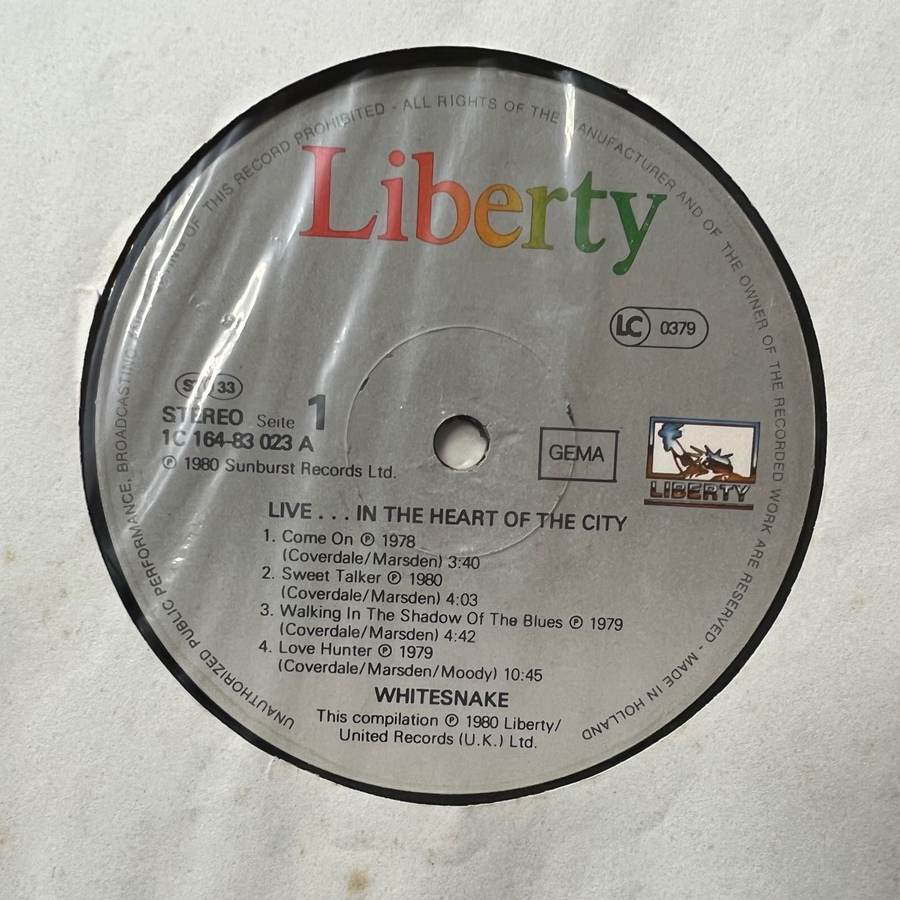 UNAUTHORIZED PUBLIC PERFORMANCE, BROADCASTING OF THIS RECORD PROHIBITED - ALL RIGHTS OF THE MANUFACTURER AND OF THE OWNER OF THE RECORDED WORK ARE RESERVED - MADE IN HOLLAND
Liberty
LC 0379
33
STEREO Seite 1
1C 164-83 023 A
℗ 1980 Sunburst Records Ltd.
GEMA
LIBERTY
LIVE . . . IN THE HEART OF THE CITY
1. Come On ℗ 1978
(Coverdale/Marsden) 3:40
2. Sweet Talker ℗ 1980
(Coverdale/Marsden) 4:03
3. Walking In The Shadow Of The Blues ℗ 1979
(Coverdale/Marsden) 4:42
4. Love Hunter ℗ 1979
(Coverdale/Marsden/Moody) 10:45
WHITESNAKE
This compilation ℗ 1980 Liberty/
United Records (U.K.) Ltd.